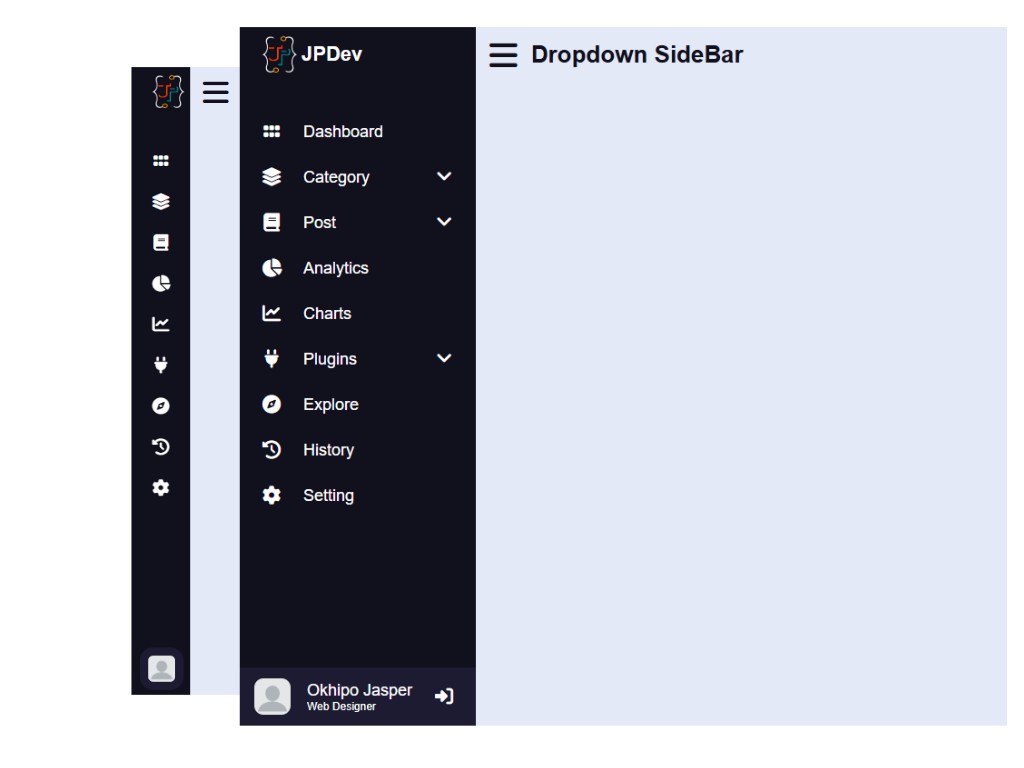 JPDev
Dropdown SideBar
Dashboard
Category
Post
Analytics
Charts
Plugins
Explore
History
Setting
Okhipo Jasper
Web Designer